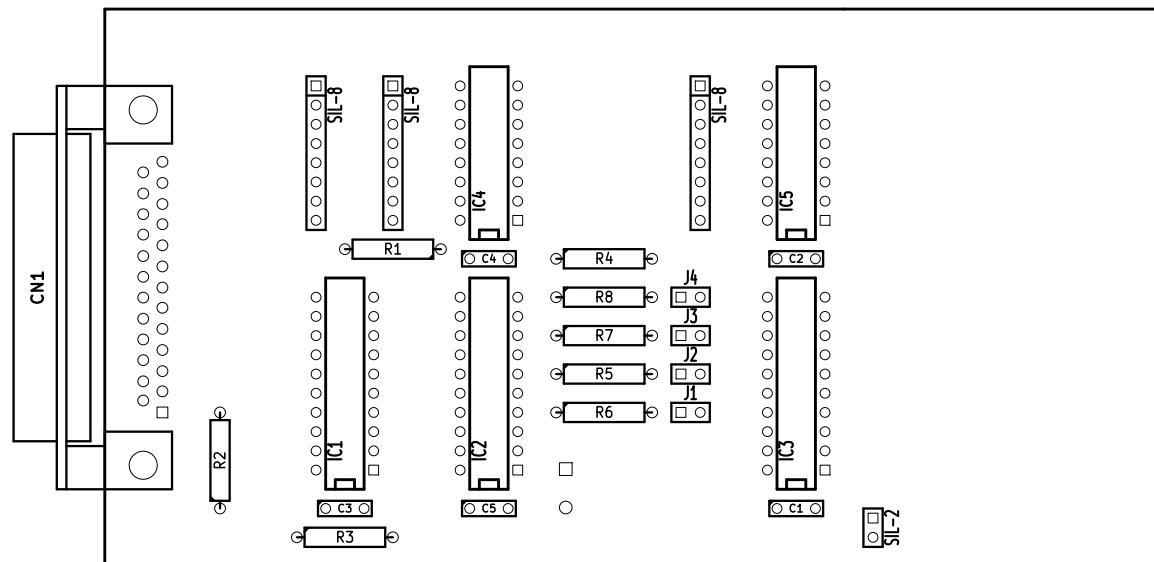 SIL-8
SIL-8
SIL-8
IC4
IC5
R1
C4
R4
C2
CN1
J4
R8
J3
R7
J2
R5
J1
R6
IC1
IC2
IC3
R2
C3
C5
C1
SIL-2
R3